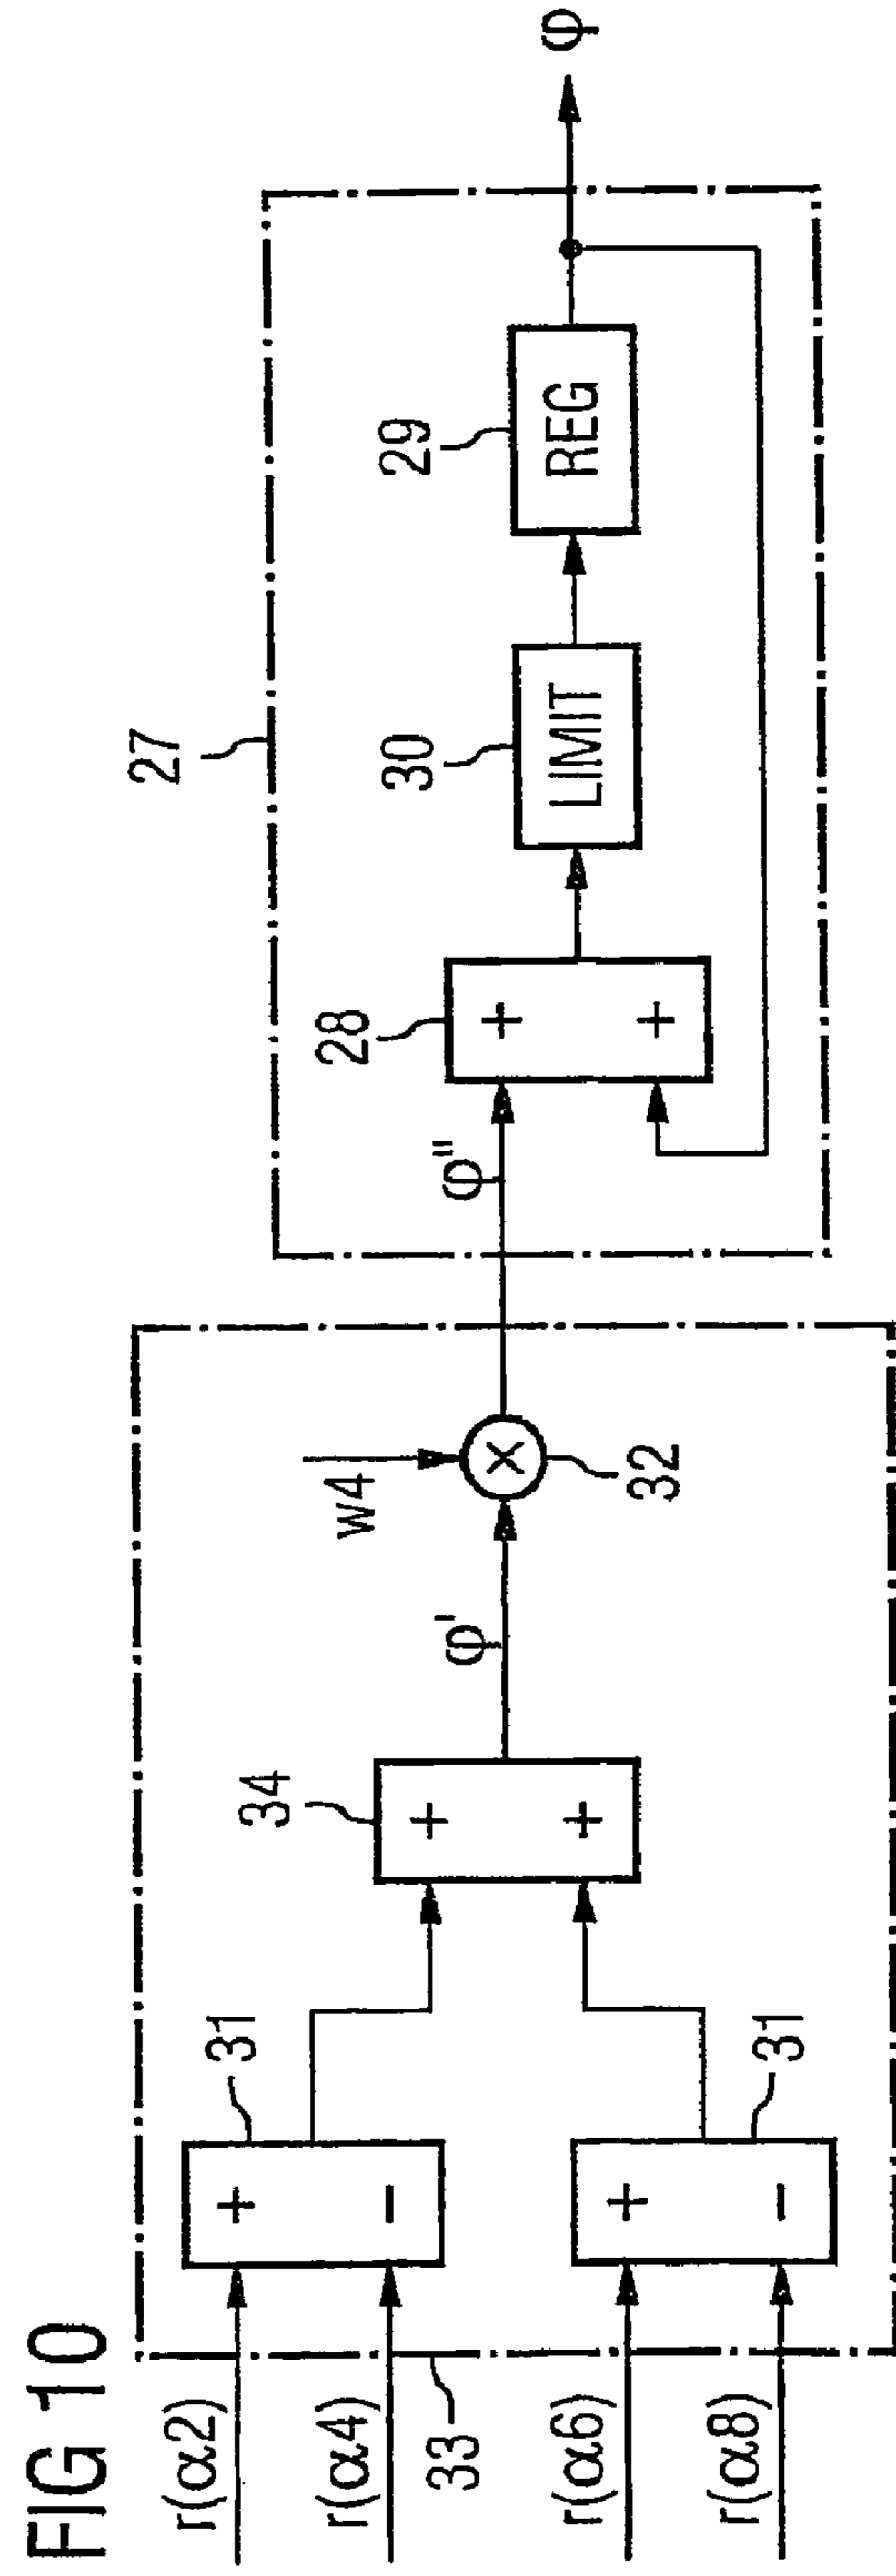 FIG 10
r(α2)
r(α4)
33
r(α6)
r(α8)
+
-
31
+
-
31
34
+
+
φ'
w4
X
32
27
φ"
28
+
+
30
LIMIT
29
REG
φ